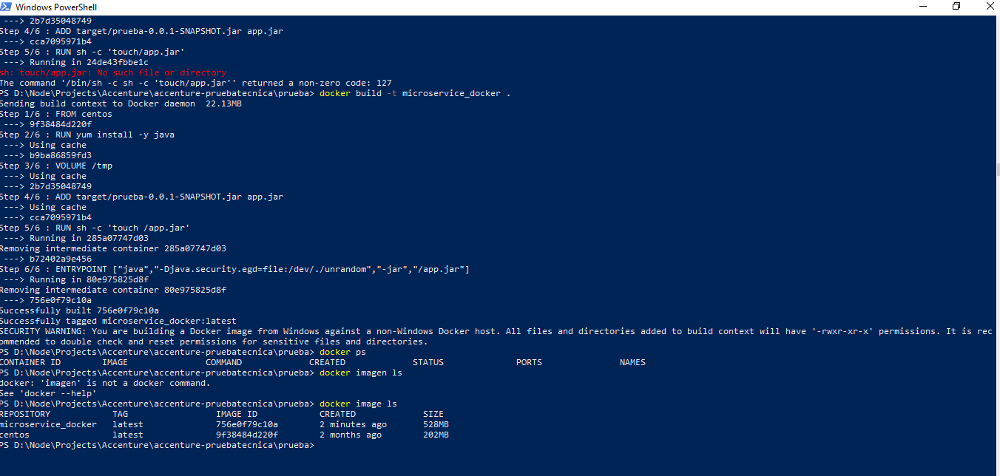 Windows PowerShell
---> 2b7d35048749
Step 4/6 : ADD target/prueba-0.0.1-SNAPSHOT.jar app.jar
---> cca7095971b4
Step 5/6 : RUN sh -c 'touch/app.jar'
---> Running in 24de43fbbe1c
sh: touch/app.jar: No such file or directory
The command '/bin/sh -c sh -c 'touch/app.jar'' returned a non-zero code: 127
PS D:\Node\Projects\Accenture\accenture-pruebatecnica\prueba> docker build -t microservice_docker .
Sending build context to Docker daemon  22.13MB
Step 1/6 : FROM centos
---> 9f38484d220f
Step 2/6 : RUN yum install -y java
---> Using cache
---> b9ba86859fd3
Step 3/6 : VOLUME /tmp
---> Using cache
---> 2b7d35048749
Step 4/6 : ADD target/prueba-0.0.1-SNAPSHOT.jar app.jar
---> Using cache
---> cca7095971b4
Step 5/6 : RUN sh -c 'touch /app.jar'
---> Running in 285a07747d03
Removing intermediate container 285a07747d03
---> b72402a9e456
Step 6/6 : ENTRYPOINT ["java","-Djava.security.egd=file:/dev/./unrandom","-jar","/app.jar"]
---> Running in 80e975825d8f
Removing intermediate container 80e975825d8f
---> 756e0f79c10a
Successfully built 756e0f79c10a
Successfully tagged microservice_docker:latest
SECURITY WARNING: You are building a Docker image from Windows against a non-Windows Docker host. All files and directories added to build context will have '-rwxr-xr-x' permissions. It is rec
ommended to double check and reset permissions for sensitive files and directories.
PS D:\Node\Projects\Accenture\accenture-pruebatecnica\prueba> docker ps
CONTAINER ID        IMAGE               COMMAND             CREATED             STATUS              PORTS               NAMES
PS D:\Node\Projects\Accenture\accenture-pruebatecnica\prueba> docker imagen ls
docker: 'imagen' is not a docker command.
See 'docker --help'
PS D:\Node\Projects\Accenture\accenture-pruebatecnica\prueba> docker image ls
REPOSITORY            TAG                 IMAGE ID            CREATED             SIZE
microservice_docker   latest              756e0f79c10a        2 minutes ago       528MB
centos                latest              9f38484d220f        2 months ago        202MB
PS D:\Node\Projects\Accenture\accenture-pruebatecnica\prueba>